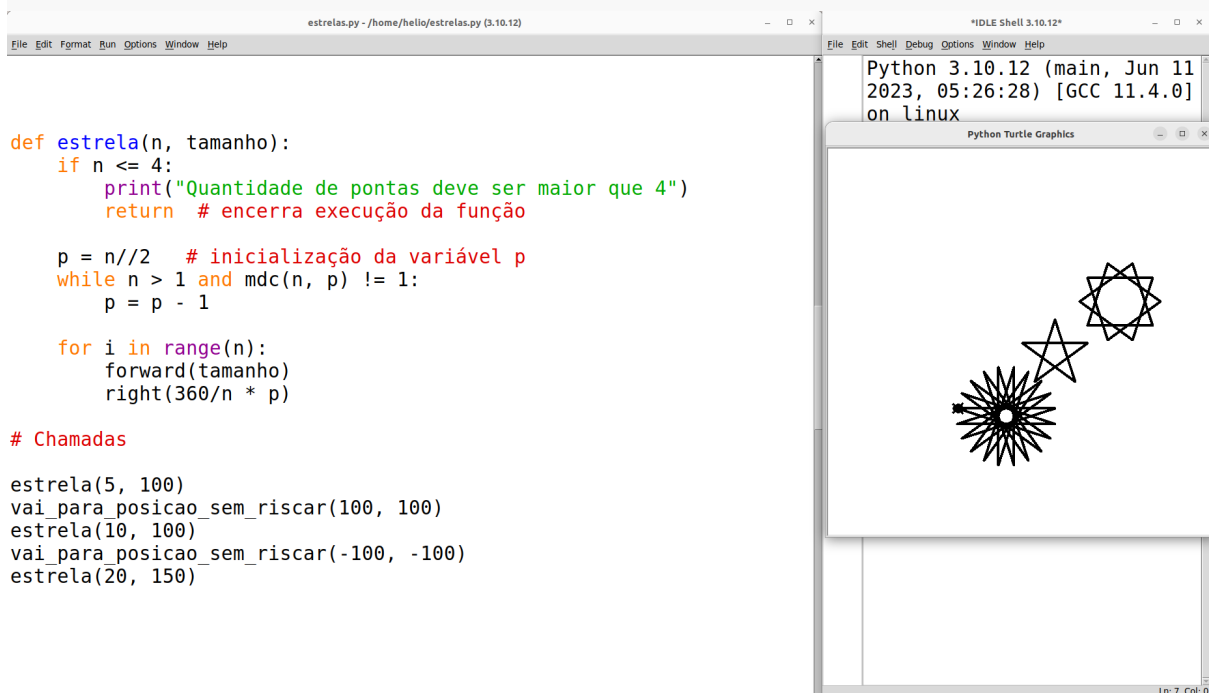 estrelas.py - /home/helio/estrelas.py (3.10.12)
File Edit Format Run Options Window Help
def estrela(n, tamanho):
    if n <= 4:
        print("Quantidade de pontas deve ser maior que 4")
        return  # encerra execução da função
    p = n//2   # inicialização da variável p
    while n > 1 and mdc(n, p) != 1:
        p = p - 1
    for i in range(n):
        forward(tamanho)
        right(360/n * p)
# Chamadas
estrela(5, 100)
vai_para_posicao_sem_riscar(100, 100)
estrela(10, 100)
vai_para_posicao_sem_riscar(-100, -100)
estrela(20, 150)
*IDLE Shell 3.10.12*
File Edit Shell Debug Options Window Help
Python 3.10.12 (main, Jun 11
2023, 05:26:28) [GCC 11.4.0]
on linux
Python Turtle Graphics
Ln: 7 Col: 0